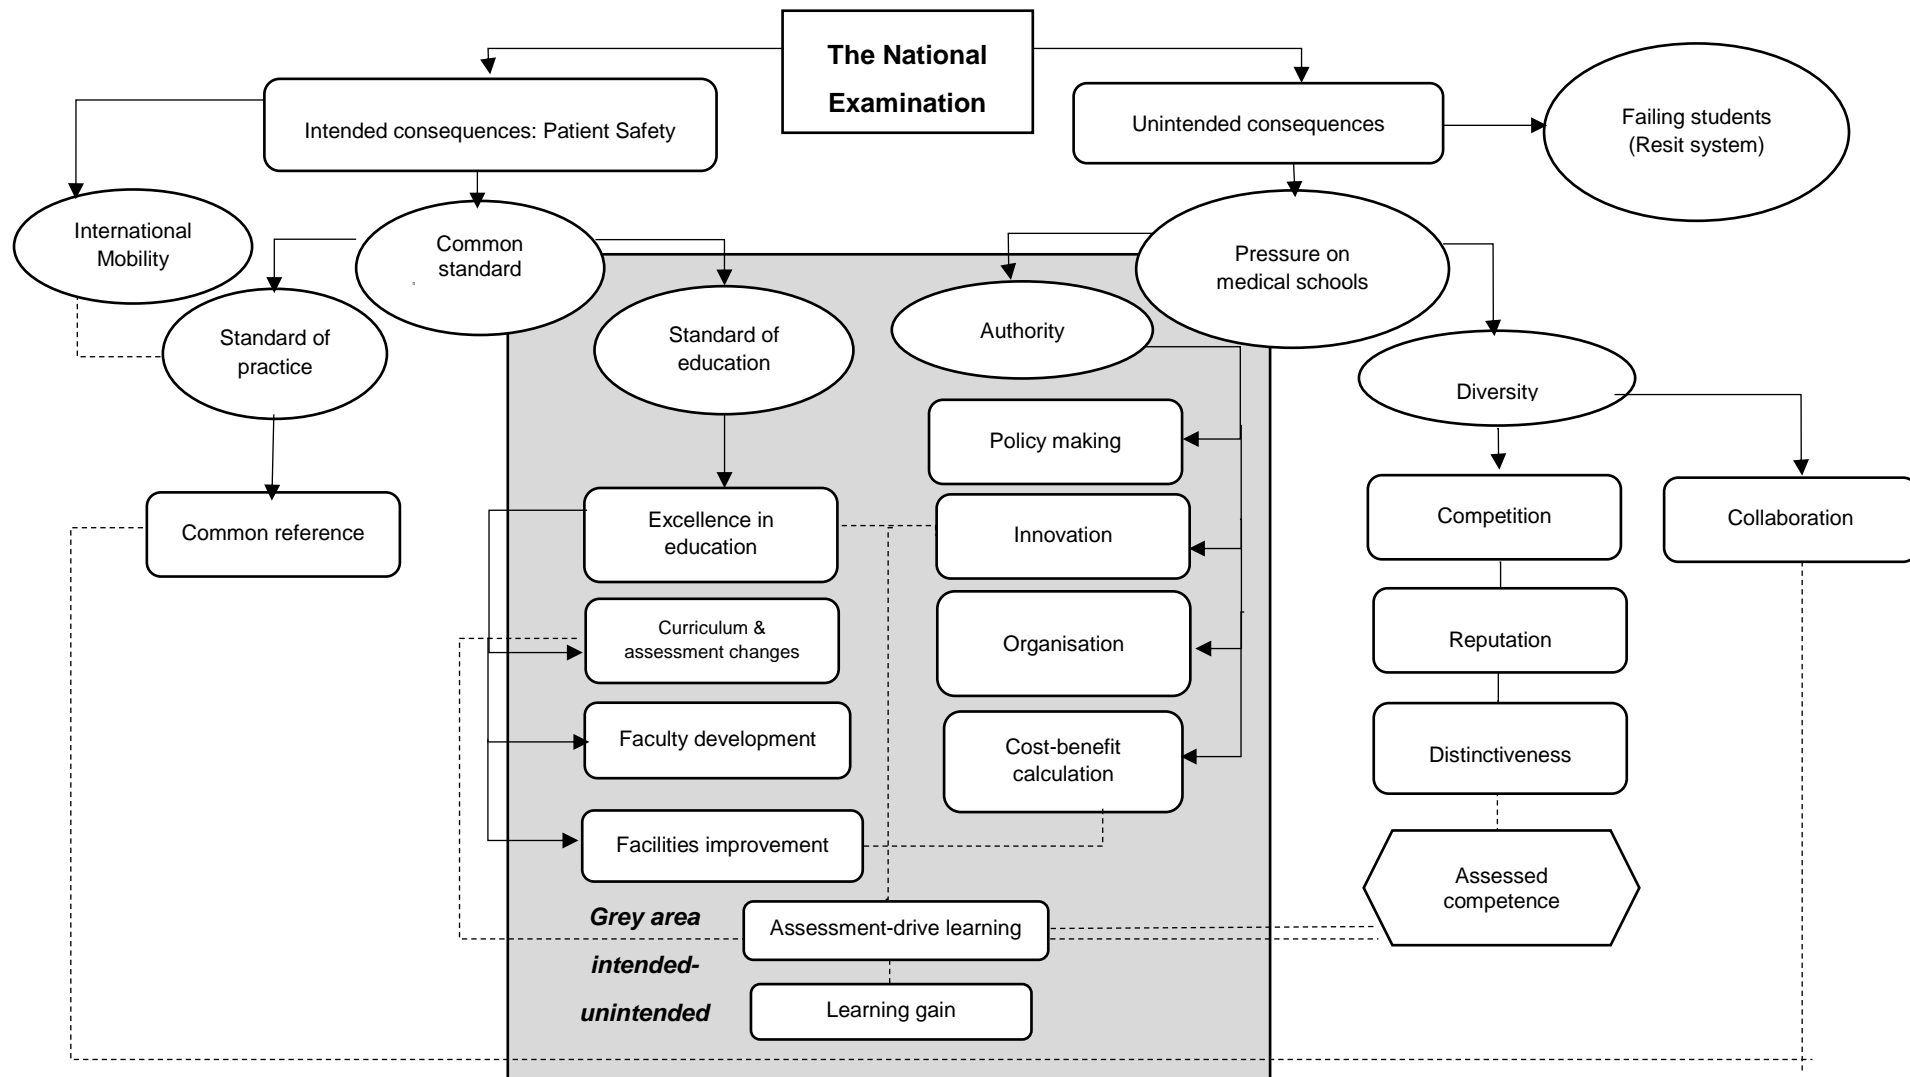 The National
Examination
Intended consequences: Patient Safety
Unintended consequences
Failing students
(Resit system)
International
Mobility
Common
standard
Pressure on
medical schools
Standard of
practice
Standard of
education
Authority
Diversity
Policy making
Excellence in
education
Innovation
Competition
Collaboration
Common reference
Curriculum &
assessment changes
Organisation
Reputation
Faculty development
Cost-benefit
calculation
Distinctiveness
Facilities improvement
Assessed
competence
Grey area
intended-
unintended
Assessment-drive learning
Learning gain